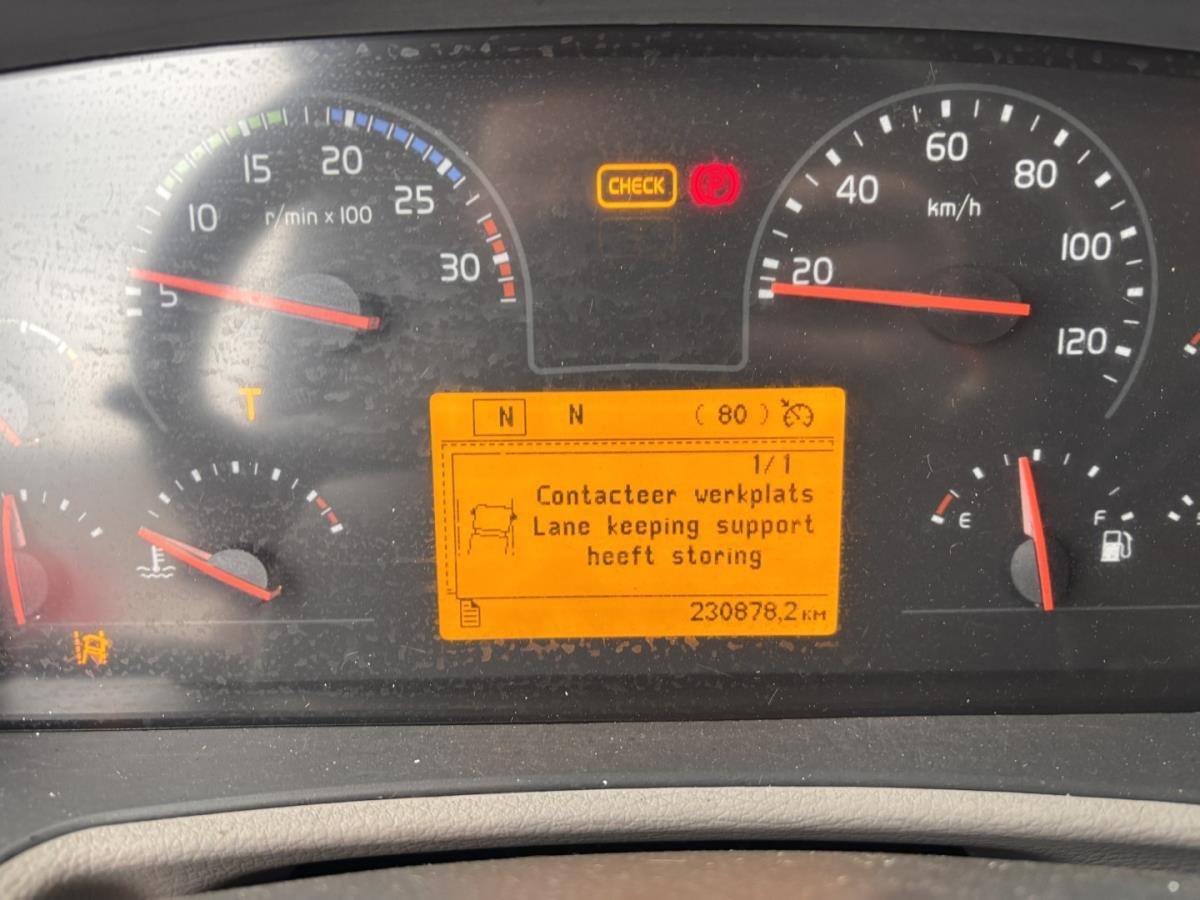 5
10
15
20
25
30
r/min x 100
CHECK
P
20
40
60
80
100
120
km/h
T
N N (80)
1/1
Contacteer werkplats
Lane keeping support
heeft storing
230878,2 KM
E
F